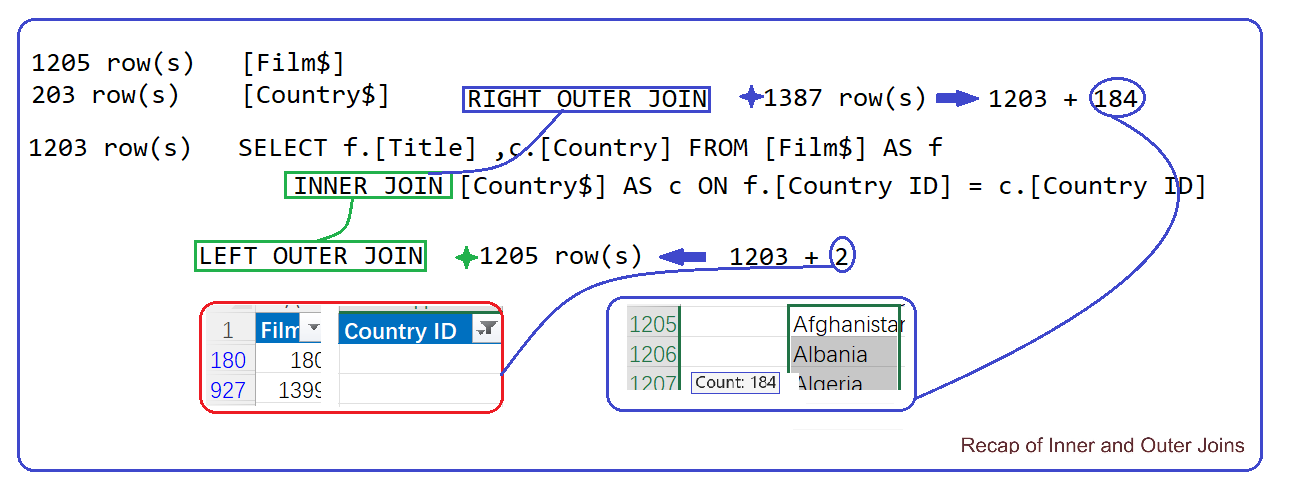 1205 row(s) [Film$]
203 row(s) [Country$]
RIGHT OUTER JOIN 1387 row(s) 1203 + 184
1203 row(s) SELECT f.[Title] ,c.[Country] FROM [Film$] AS f
INNER JOIN [Country$] AS c ON f.[Country ID] = c.[Country ID]
LEFT OUTER JOIN 1205 row(s) 1203 + 2
1 Film Country ID
180 180
927 1399
1205 Afghanistan
1206 Albania
1207 Count: 184 Algeria
Recap of Inner and Outer Joins